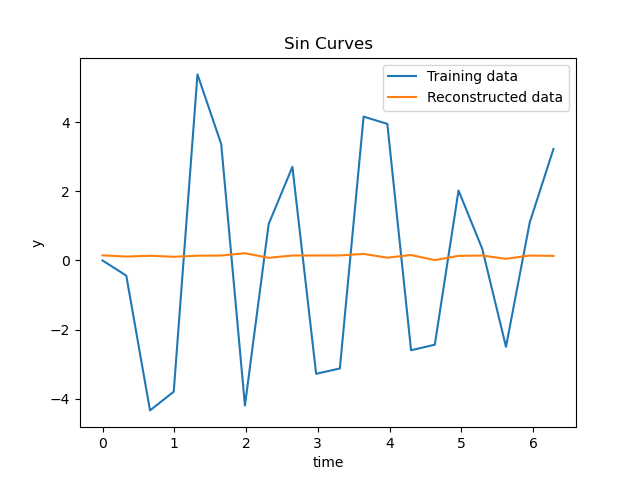 Sin Curves
Training data
Reconstructed data
y
4
2
0
−2
−4
0 1 2 3 4 5 6
time